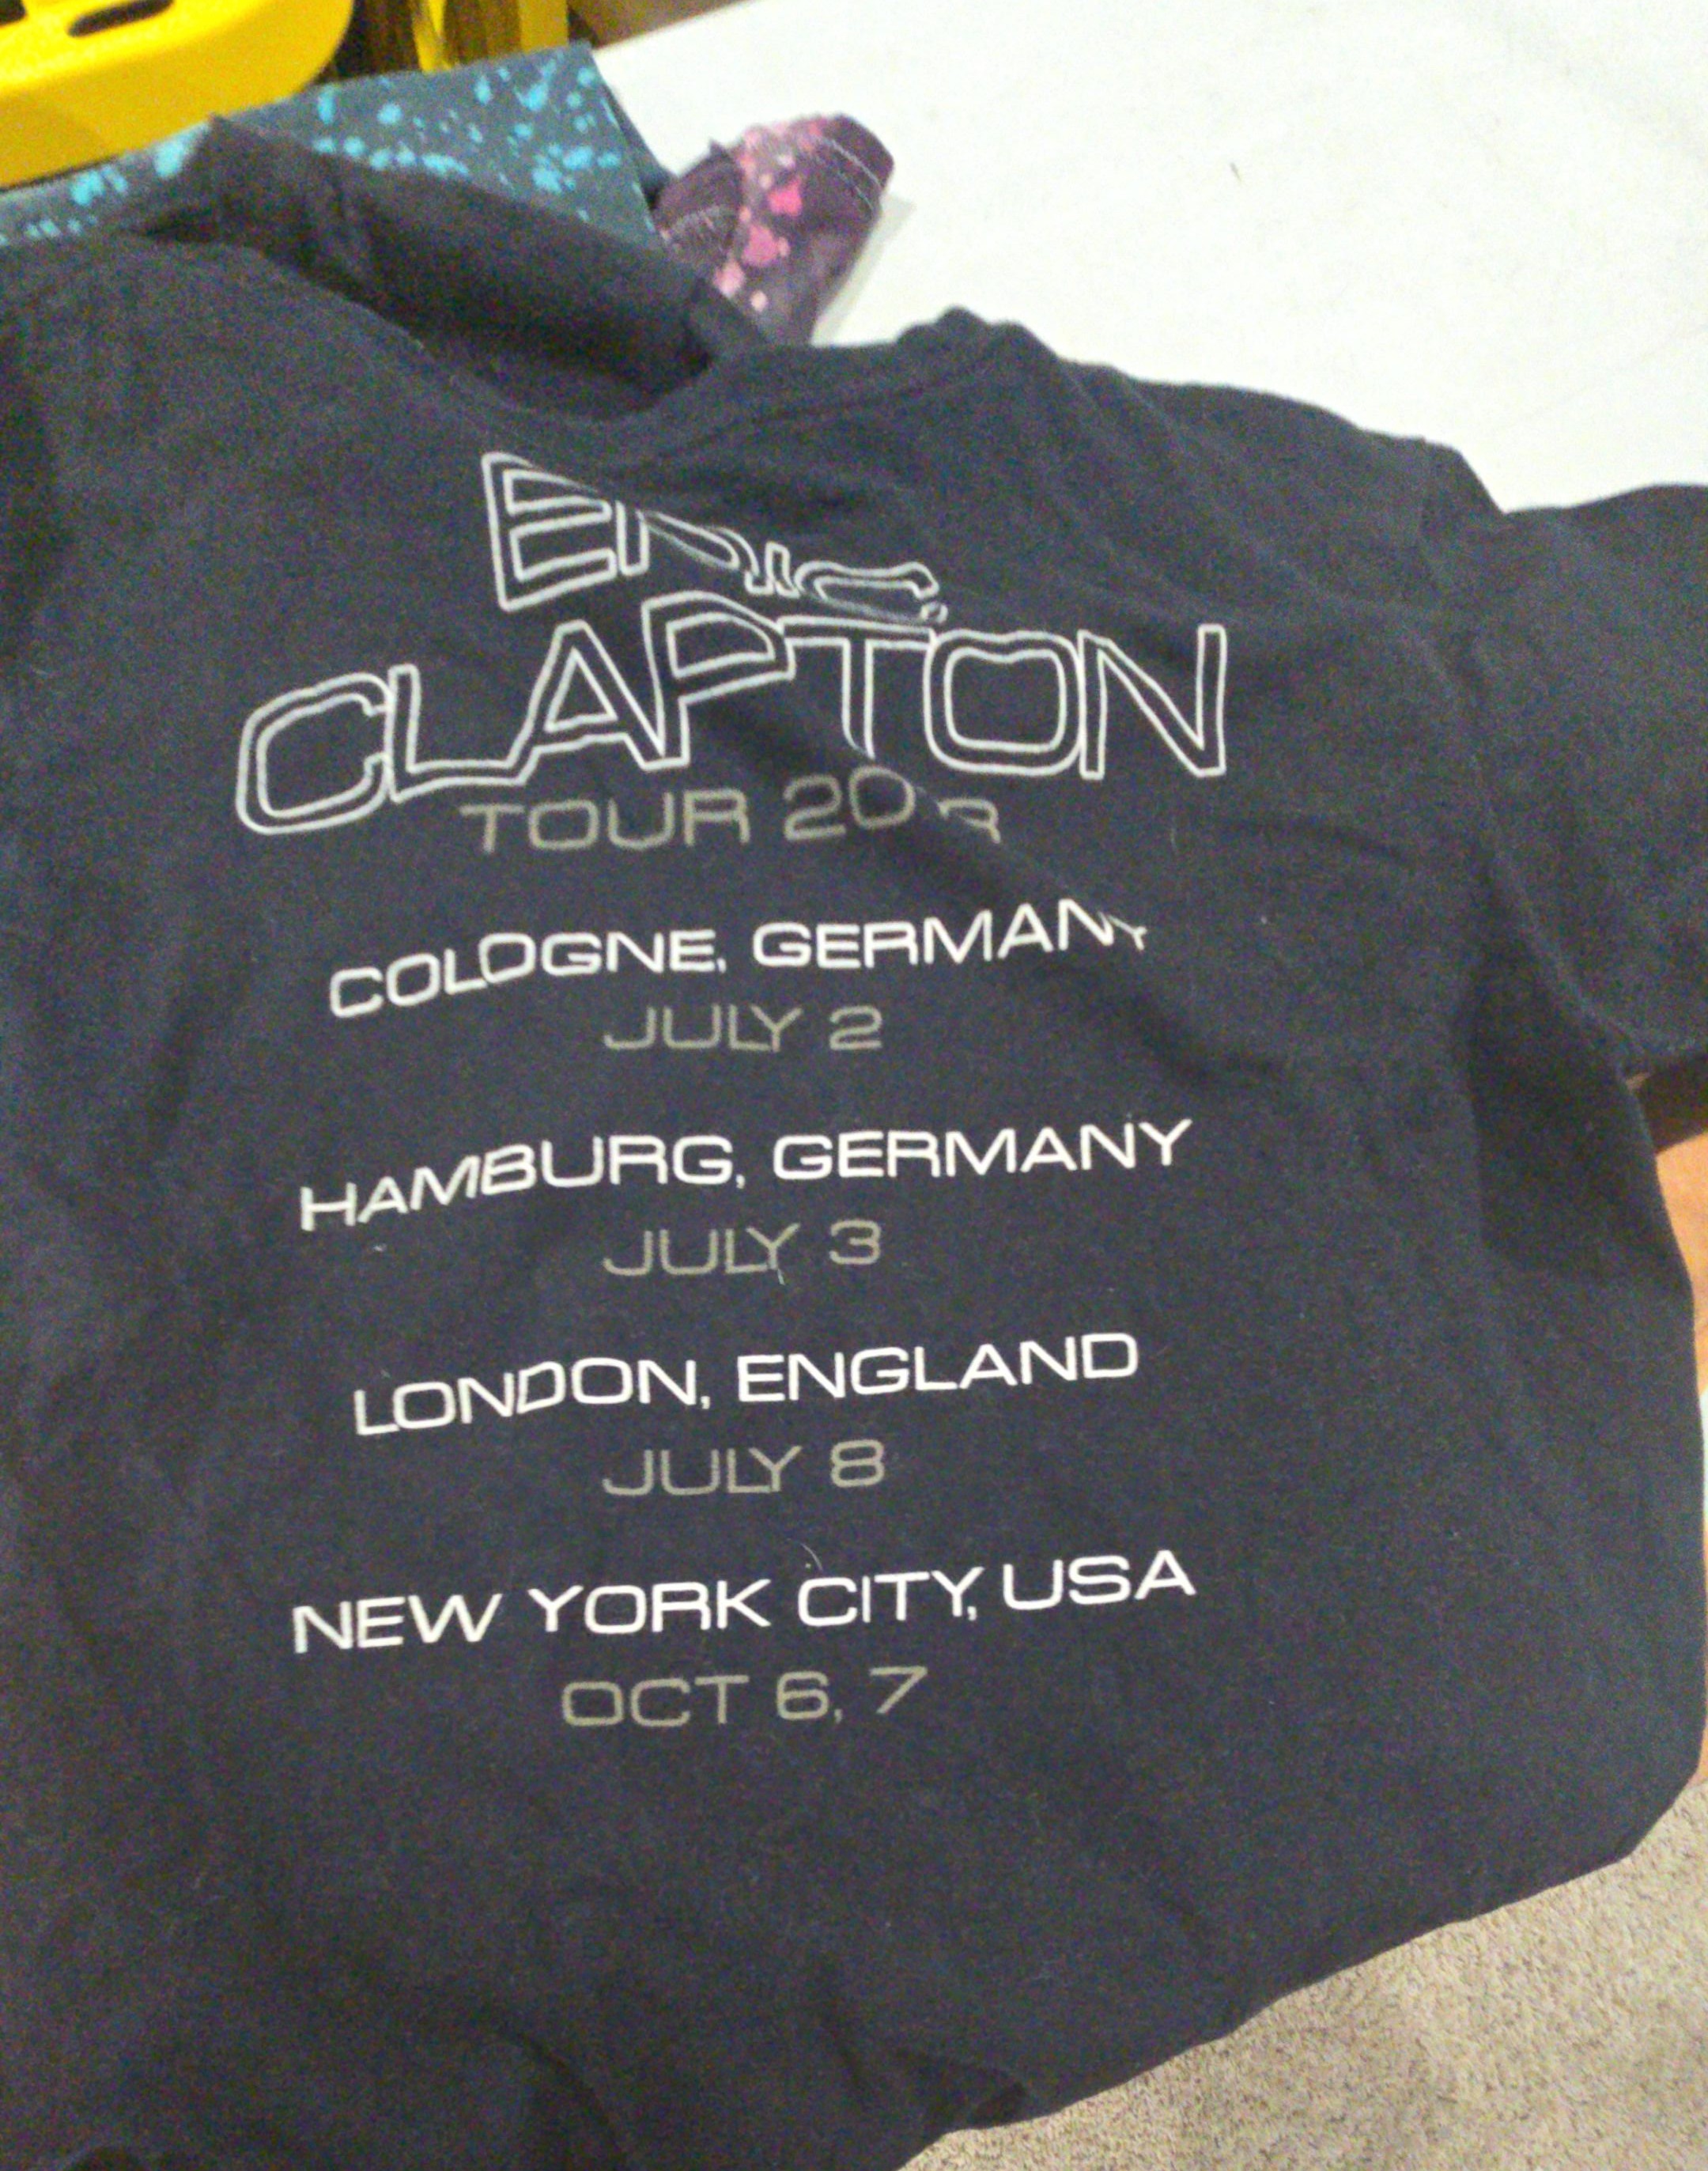 ERIC
CLAPTON
TOUR
COLOGNE, GERMANY
JULY 2
HAMBURG, GERMANY
JULY 3
LONDON, ENGLAND
JULY 8
NEW YORK CITY, USA
OCT 6, 7